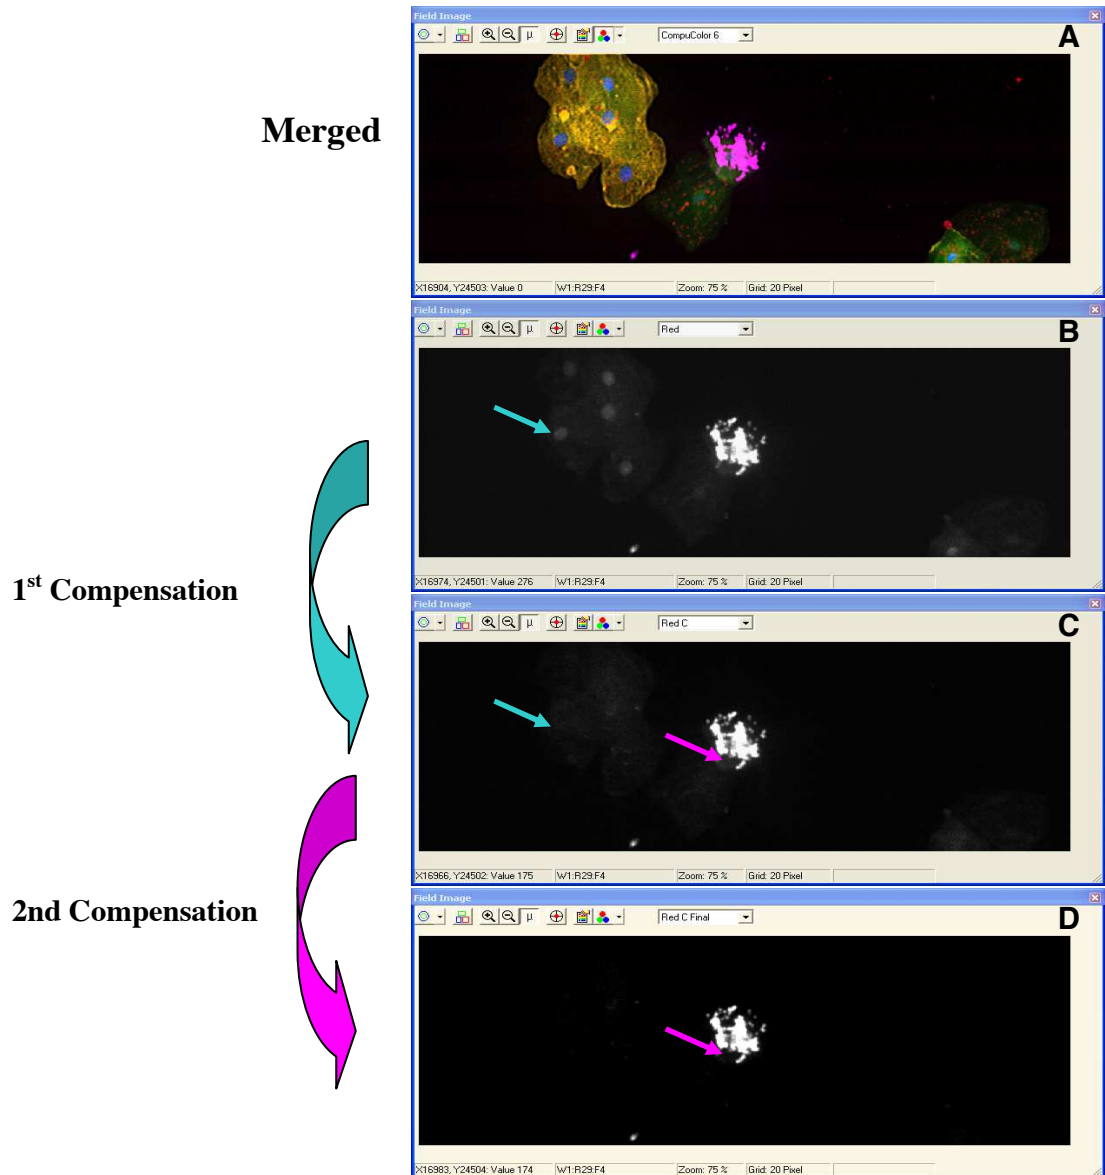 Field Image
CompuColor 6
A
Merged
X16904, Y24503: Value 0 W1:R29:F4 Zoom: 75 % Grid: 20 Pixel
Field Image
μ
Red
B
X16974, Y24501: Value 276 W1:R29:F4 Zoom: 75 % Grid: 20 Pixel
1st Compensation
Field Image
μ
Red C
C
X16966, Y24502: Value 175 W1:R29:F4 Zoom: 75 % Grid: 20 Pixel
2nd Compensation
Field Image
μ
Red C Final
D
X16983, Y24504: Value 174 W1:R29:F4 Zoom: 75 % Grid: 20 Pixel